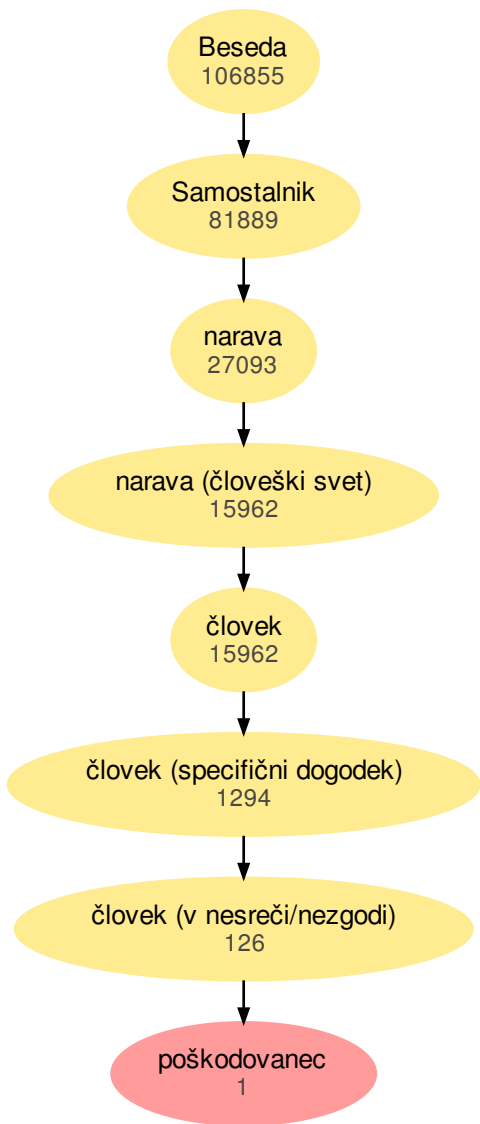 Beseda
106855
Samostalnik
81889
narava
27093
narava (človeški svet)
15962
človek
15962
človek (specifični dogodek)
1294
človek (v nesreči/nezgodi)
126
poškodovanec
1